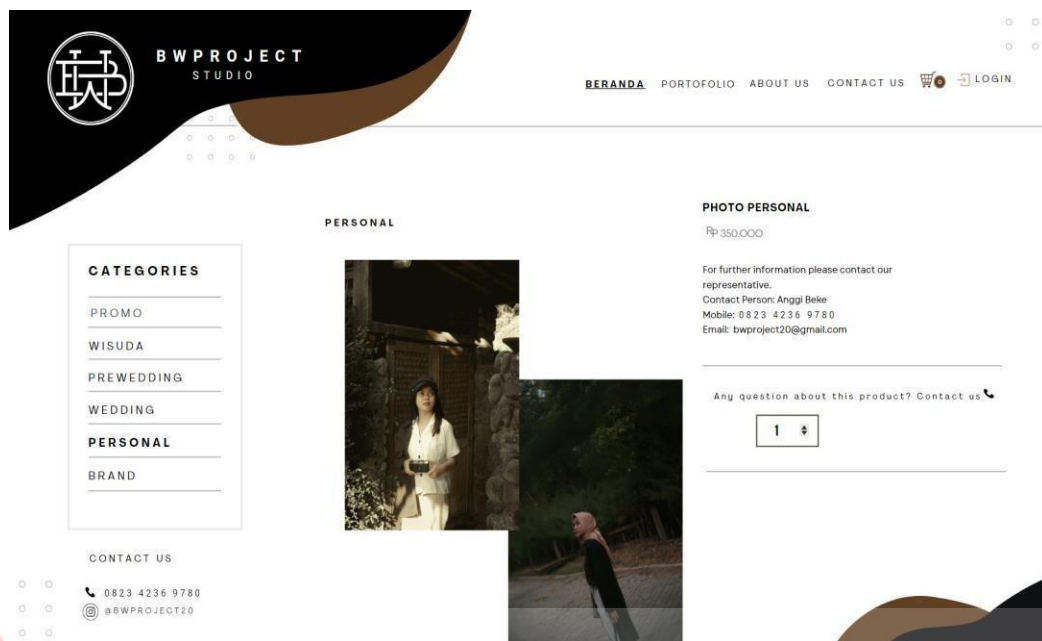 BWPROJECT
STUDIO
BERANDA PORTOFOLIO ABOUT US CONTACT US 0 LOGIN
CATEGORIES
PROMO
WISUDA
PREWEDDING
WEDDING
PERSONAL
BRAND
CONTACT US
0823 4236 9780
@BWPROJECT20
PERSONAL
PHOTO PERSONAL
Rp 350.000
For further information please contact our
representative.
Contact Person: Anggi Beke
Mobile: 0823 4236 9780
Email: bwproject20@gmail.com
Any question about this product? Contact us
1